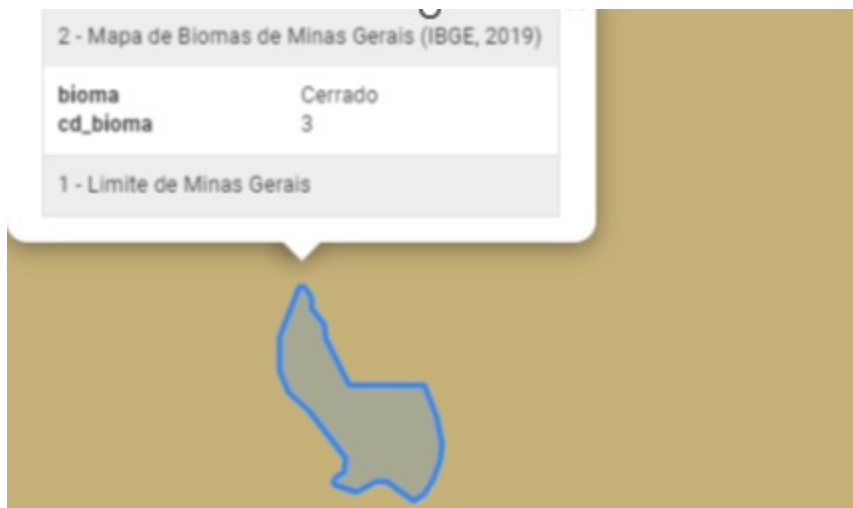 2 - Mapa de Biomas de Minas Gerais (IBGE, 2019)
bioma Cerrado
cd_bioma 3
1 - Limite de Minas Gerais